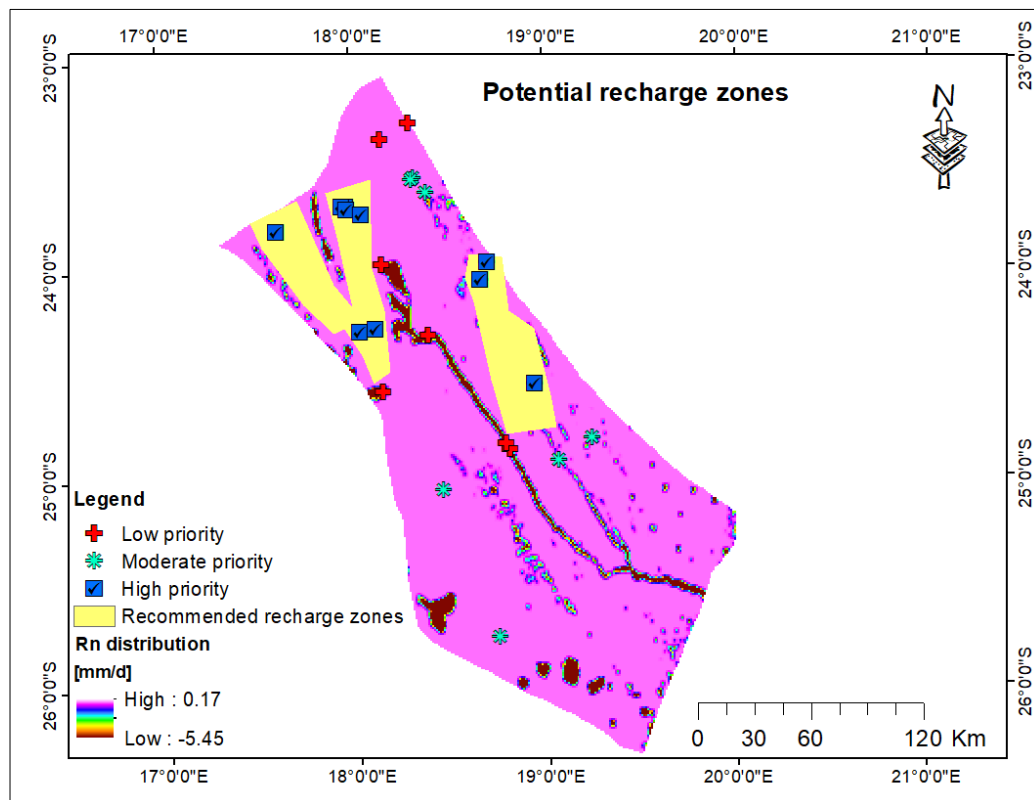 17°0'0"E 18°0'0"E 19°0'0"E 20°0'0"E 21°0'0"E
23°0'0"S 23°0'0"S
Potential recharge zones
N
24°0'0"S 24°0'0"S
25°0'0"S 25°0'0"S
Legend
Low priority
Moderate priority
High priority
Recommended recharge zones
Rn distribution
[mm/d]
High : 0.17
Low : -5.45
26°0'0"S 26°0'0"S
0 30 60 120 Km
17°0'0"E 18°0'0"E 19°0'0"E 20°0'0"E 21°0'0"E